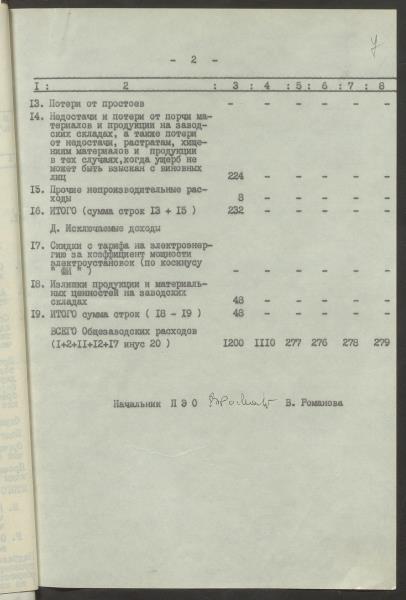 - 2 -
I : 2 : 3 : 4 : 5 : 6 : 7 : 8
I3. Потери от простоев - - - - - -
I4. Недостачи и потери от порчи ма-
териалов и продукции на завод-
ских складах, а также потери
от недостачи, растратам, хище-
ниям материалов и продукции
в тех случаях,когда ущерб не
может быть взыскан с виновных
лиц 224 - - - - -
I5. Прочие непроизводительные рас-
ходы 8 - - - - -
I6. ИТОГО (сумма строк I3 + I5 ) 232 - - - - -
Д. Исключаемые доходы
I7. Скидки с тарифа на электроэнер-
гию за коэффициент мощности
электроустановок (по косинусу
" ФИ " ) - - - - - -
I8. Излишки продукции и материаль-
ных ценностей на заводских
складах 48 - - - - -
I9. ИТОГО сумма строк ( I8 - I9 ) 48 - - - - -
ВСЕГО Общезаводских расходов
(I+2+II+I2+I7 инус 20 ) I200 III0 277 276 278 279
Начальник П Э О В. Романова